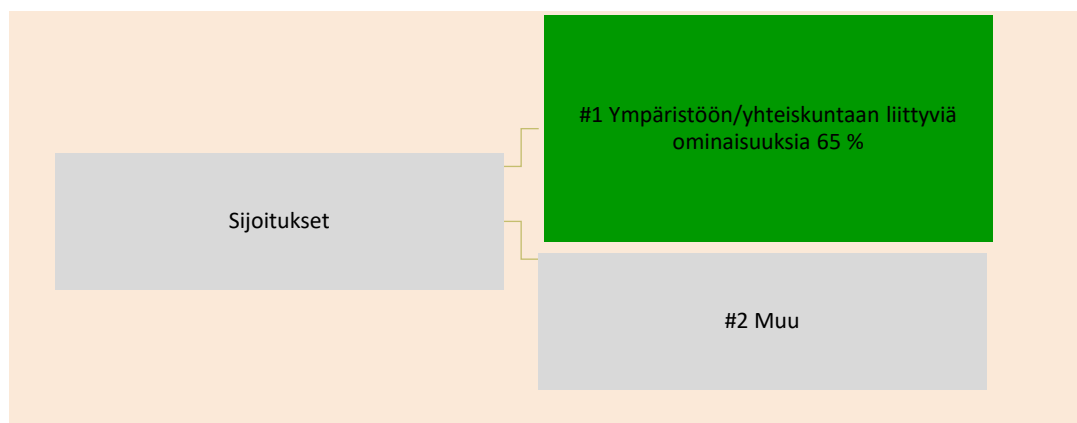 #1 Ympäristöön/yhteiskuntaan liittyviä
ominaisuuksia 65 %
Sijoitukset
#2 Muu